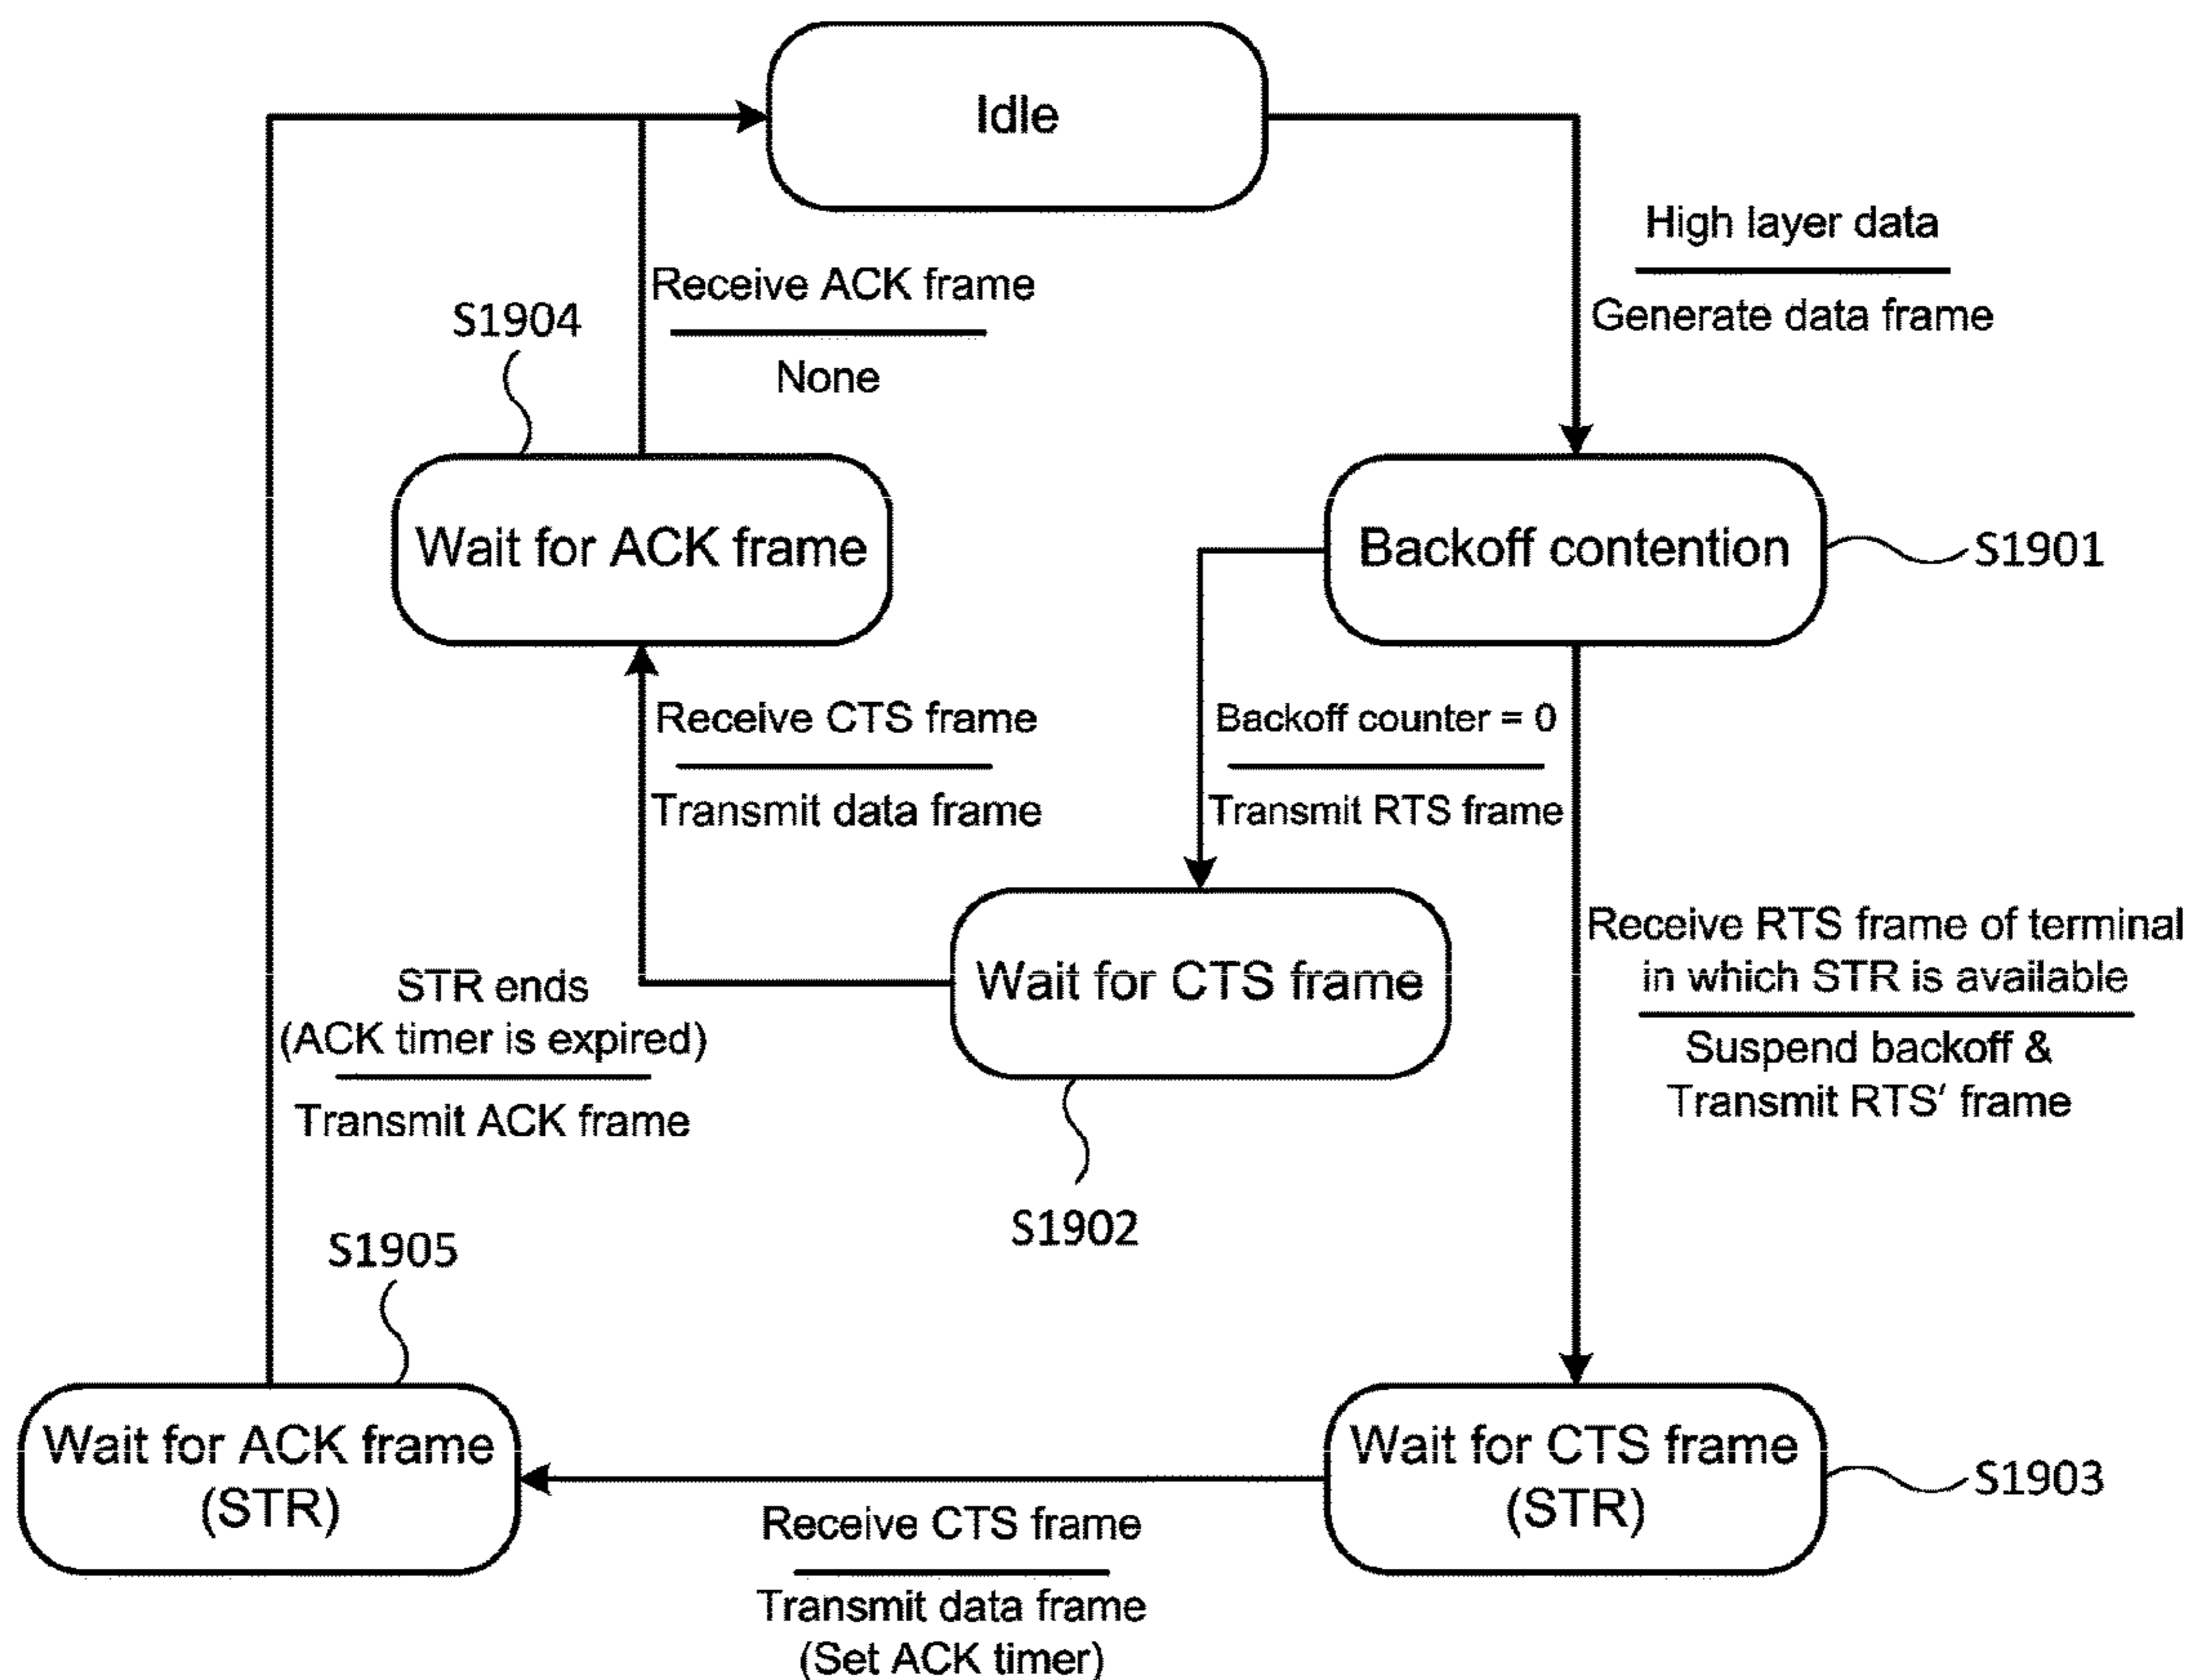 Idle
High layer data
Generate data frame
Receive ACK frame
None
S1904
Wait for ACK frame
Backoff contention
S1901
Receive CTS frame
Transmit data frame
Backoff counter = 0
Transmit RTS frame
Wait for CTS frame
S1902
Receive RTS frame of terminal
in which STR is available
Suspend backoff &
Transmit RTS' frame
STR ends
(ACK timer is expired)
Transmit ACK frame
S1905
Wait for ACK frame
(STR)
Wait for CTS frame
(STR)
S1903
Receive CTS frame
Transmit data frame
(Set ACK timer)